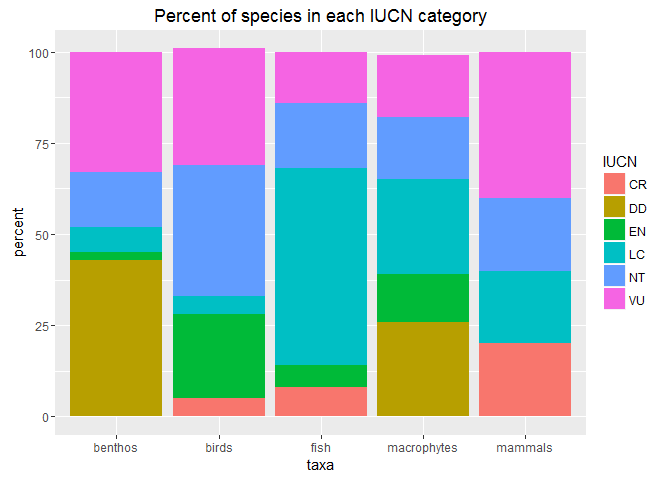 Percent of species in each IUCN category
100
75
50
25
0
percent
benthos birds fish macrophytes mammals
taxa
IUCN
CR
DD
EN
LC
NT
VU